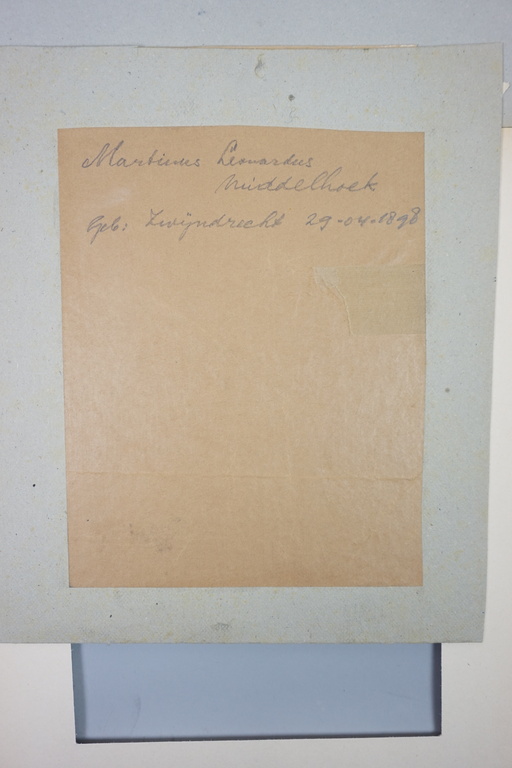 Martinus Leonardus
Middelhoek
Geb: Zwijndrecht 29-04-1898